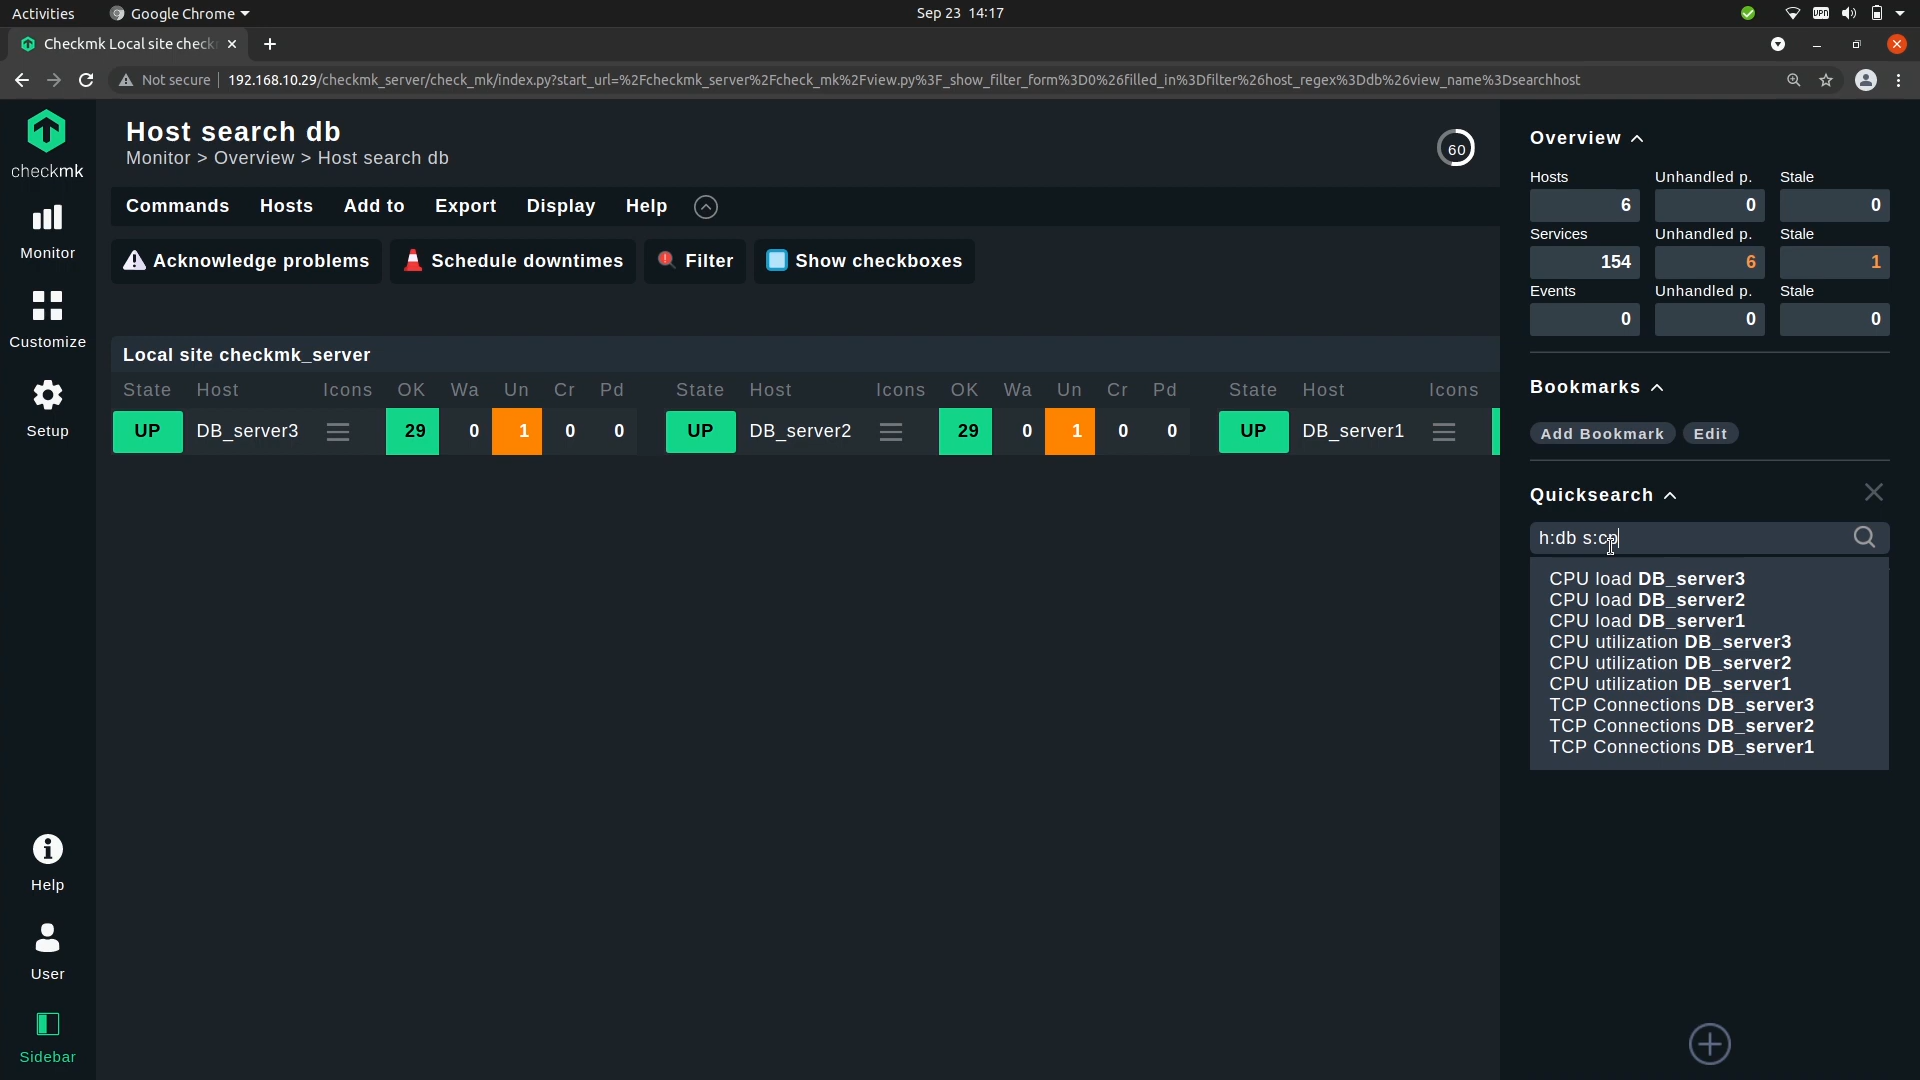 Activities Google Chrome Sep 23 14:17 VPN
Checkmk Local site check
Not secure 192.168.10.29/checkmk_server/check_mk/index.py?start_url=%2Fcheckmk_server%2Fcheck_mk%2Fview.py%3F_show_filter_form%3D0%26filled_in%3Dfilter%26host_regex%3Ddb%26view_name%3Dsearchhost
checkmk
Monitor
Customize
Setup
Help
User
Sidebar
Host search db
Monitor > Overview > Host search db
60
Commands Hosts Add to Export Display Help
Acknowledge problems Schedule downtimes Filter Show checkboxes
Local site checkmk_server
State Host Icons OK Wa Un Cr Pd State Host Icons OK Wa Un Cr Pd State Host Icons
UP DB_server3 29 0 1 0 0 UP DB_server2 29 0 1 0 0 UP DB_server1
Overview
Hosts Unhandled p. Stale
6 0 0
Services Unhandled p. Stale
154 6 1
Events Unhandled p. Stale
0 0 0
Bookmarks
Add Bookmark Edit
Quicksearch
h:db s:cp
CPU load DB_server3
CPU load DB_server2
CPU load DB_server1
CPU utilization DB_server3
CPU utilization DB_server2
CPU utilization DB_server1
TCP Connections DB_server3
TCP Connections DB_server2
TCP Connections DB_server1